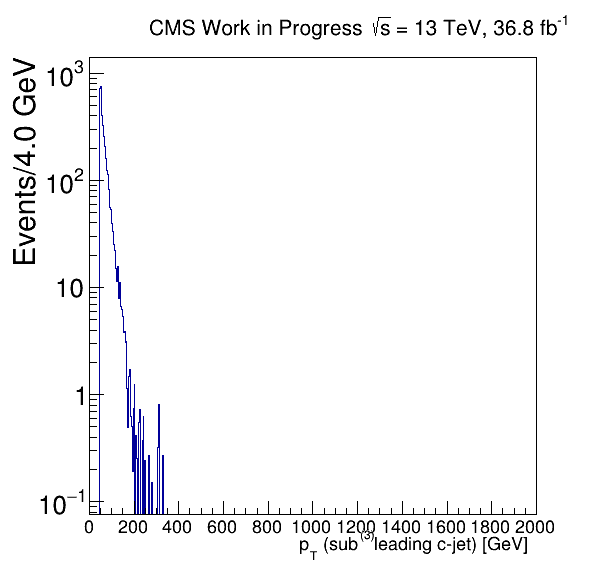 CMS Work in Progress √s = 13 TeV, 36.8 fb⁻¹
Events/4.0 GeV
10³
10²
10
1
10⁻¹
0 200 400 600 800 1000 1200 1400 1600 1800 2000
p_T (sub⁽³⁾leading c-jet) [GeV]